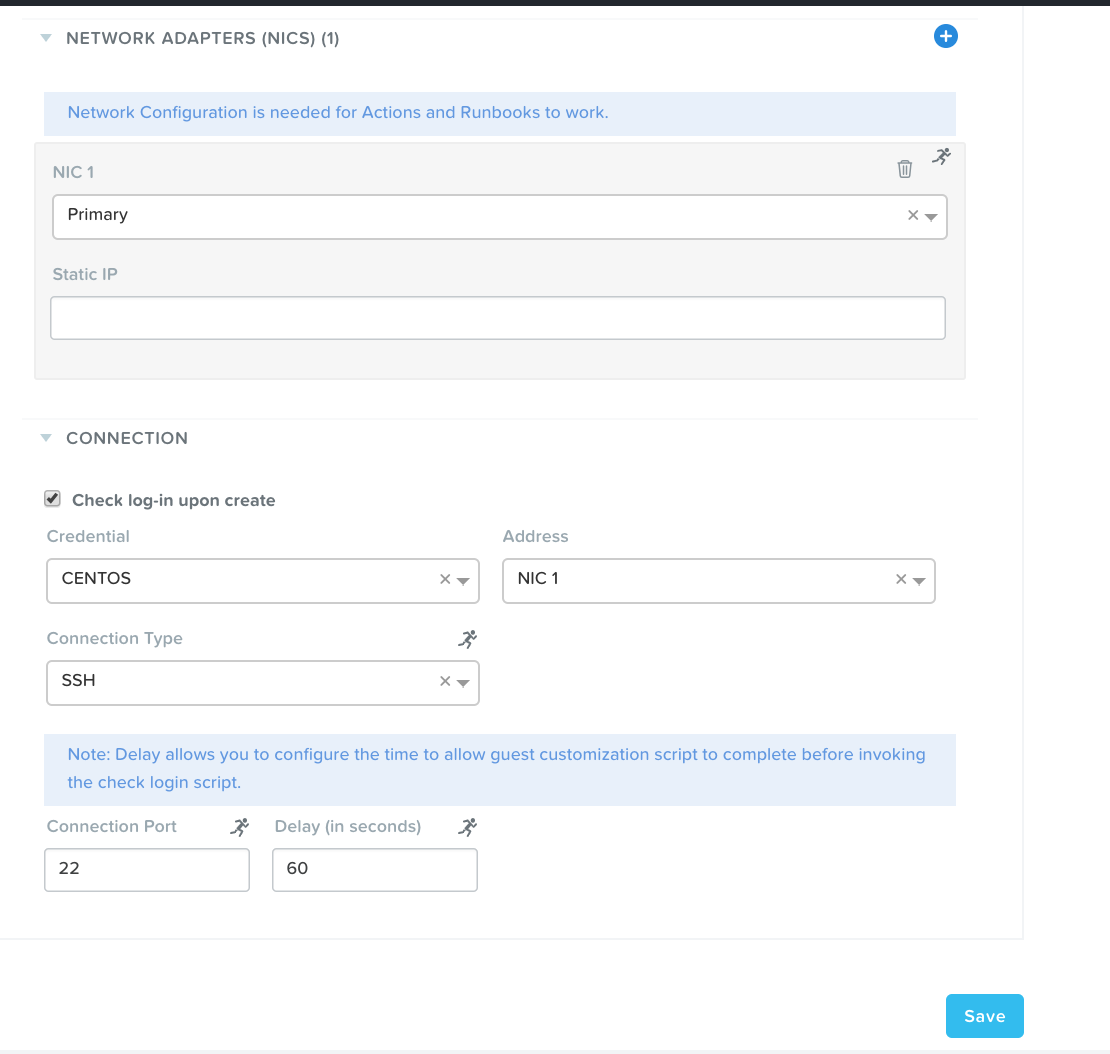 NETWORK ADAPTERS (NICS) (1)
Network Configuration is needed for Actions and Runbooks to work.
NIC 1
Primary
Static IP
CONNECTION
Check log-in upon create
Credential
Address
CENTOS
NIC 1
Connection Type
SSH
Note: Delay allows you to configure the time to allow guest customization script to complete before invoking
the check login script.
Connection Port
Delay (in seconds)
22
60
Save